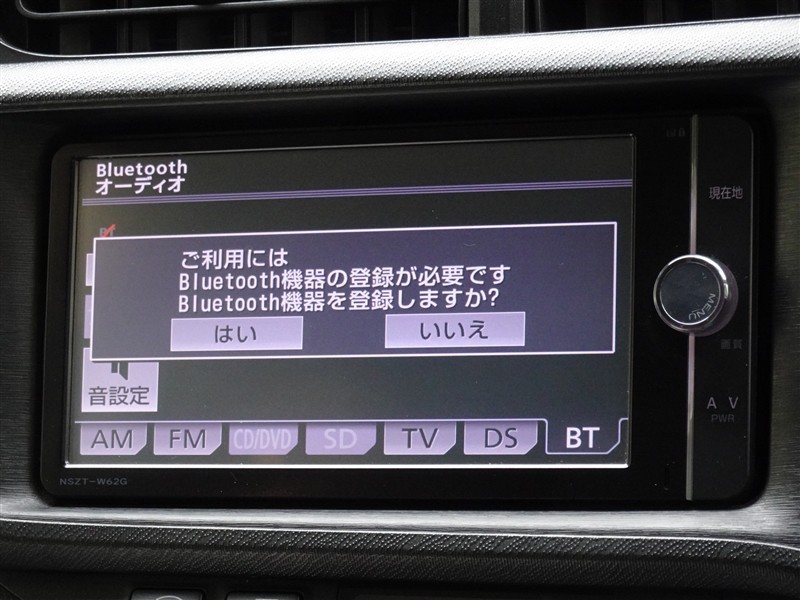 Bluetooth
オーディオ
BT
ご利用には
Bluetooth機器の登録が必要です
Bluetooth機器を登録しますか?
はい
いいえ
音設定
AM
FM
CD/DVD
SD
TV
DS
BT
NSZT-W62G
現在地
MENU
画質
A V
PWR